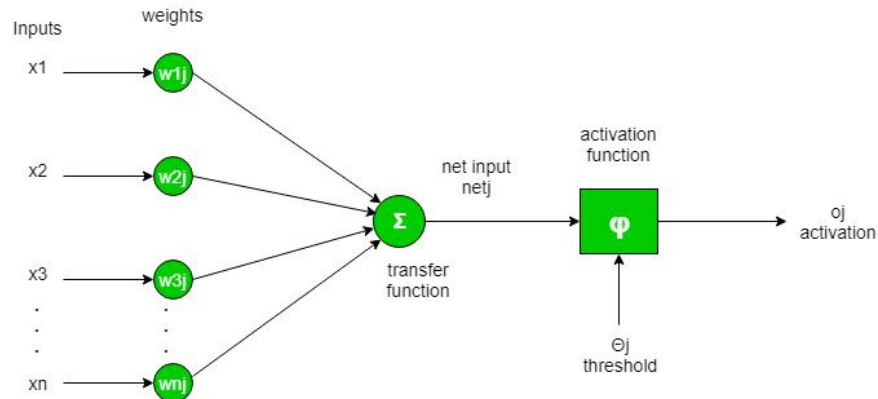 weights
Inputs
x1
w1j
x2
w2j
x3
w3j
xn
wnj
Σ
transfer
function
net input
netj
activation
function
φ
Θj
threshold
oj
activation